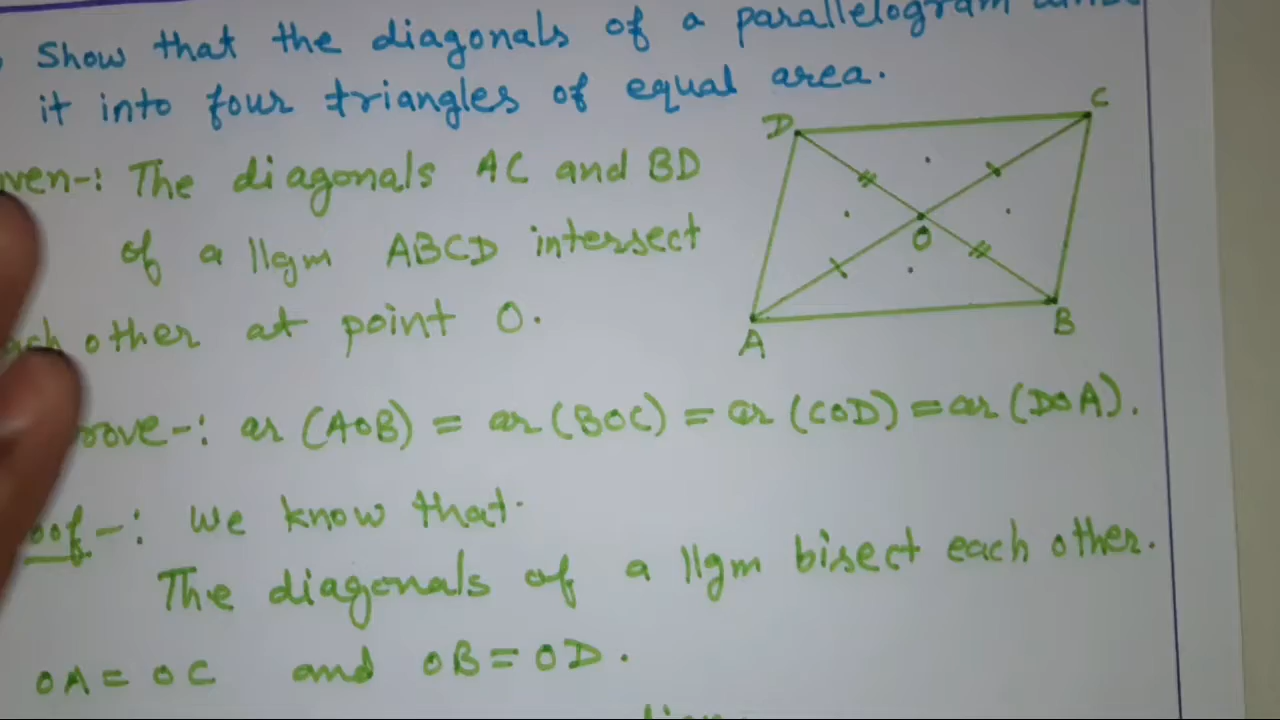 Show that the diagonals of a parallelogram
it into four triangles of equal area.
The diagonals AC and BD
of a llgm ABCD intersect
other at point O.
ar (AOB) = ar (BOC) = ar (COD) = ar (DOA).
We know that
The diagonals of a llgm bisect each other.
OA = OC and OB = OD.
D
C
O
A
B